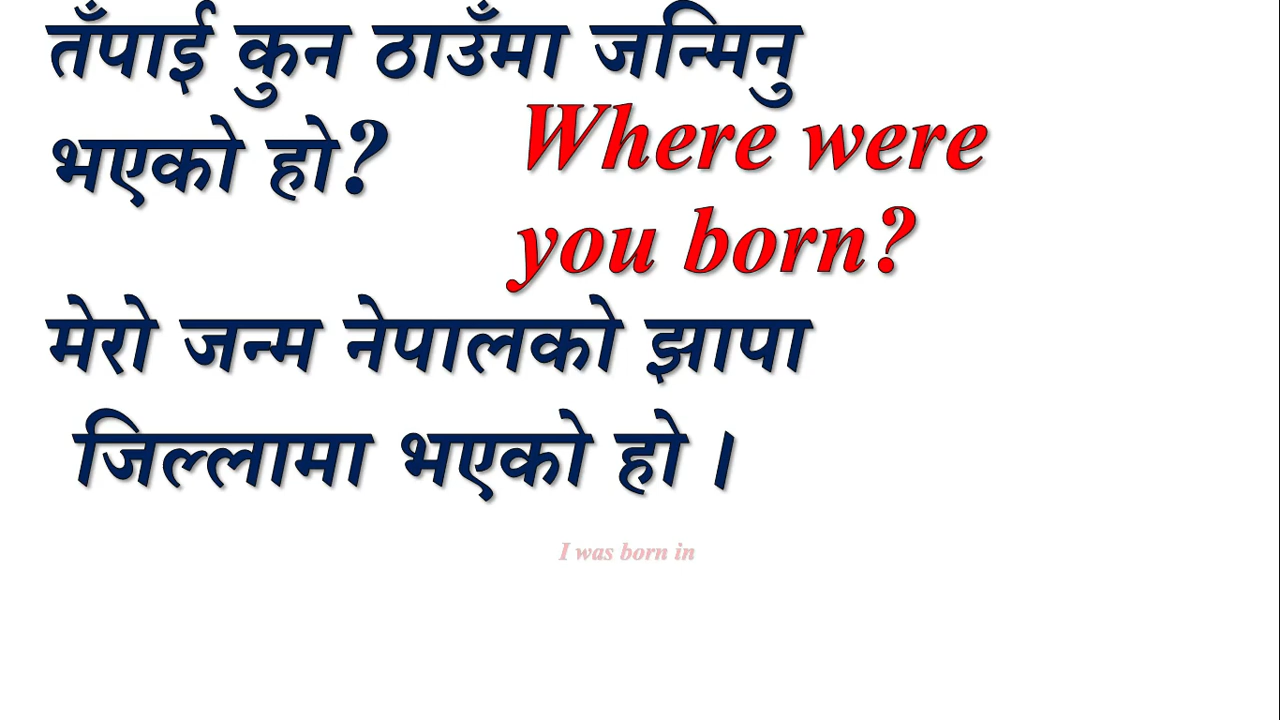 तँपाई कुन ठाउँमा जन्मिनु
भएको हो?
Where were
you born?
मेरो जन्म नेपालको झापा
जिल्लामा भएको हो ।
I was born in